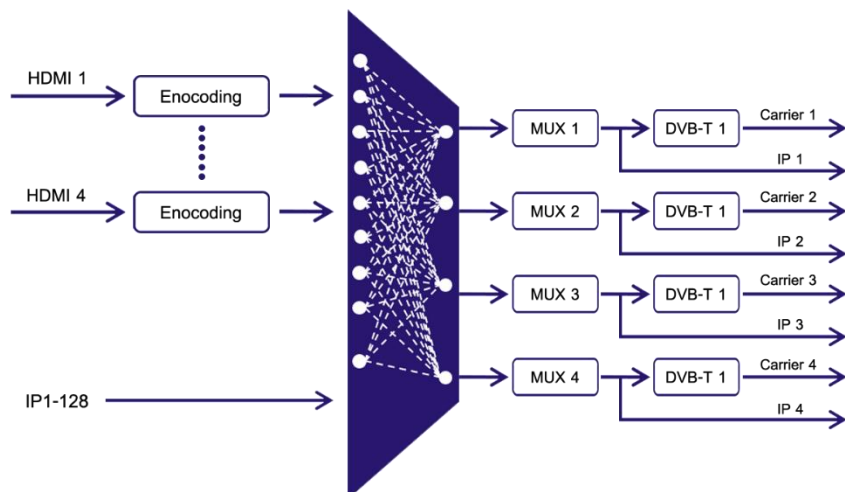 HDMI 1
Enocoding
HDMI 4
Enocoding
IP1-128
MUX 1
DVB-T 1
Carrier 1
IP 1
MUX 2
DVB-T 1
Carrier 2
IP 2
MUX 3
DVB-T 1
Carrier 3
IP 3
MUX 4
DVB-T 1
Carrier 4
IP 4